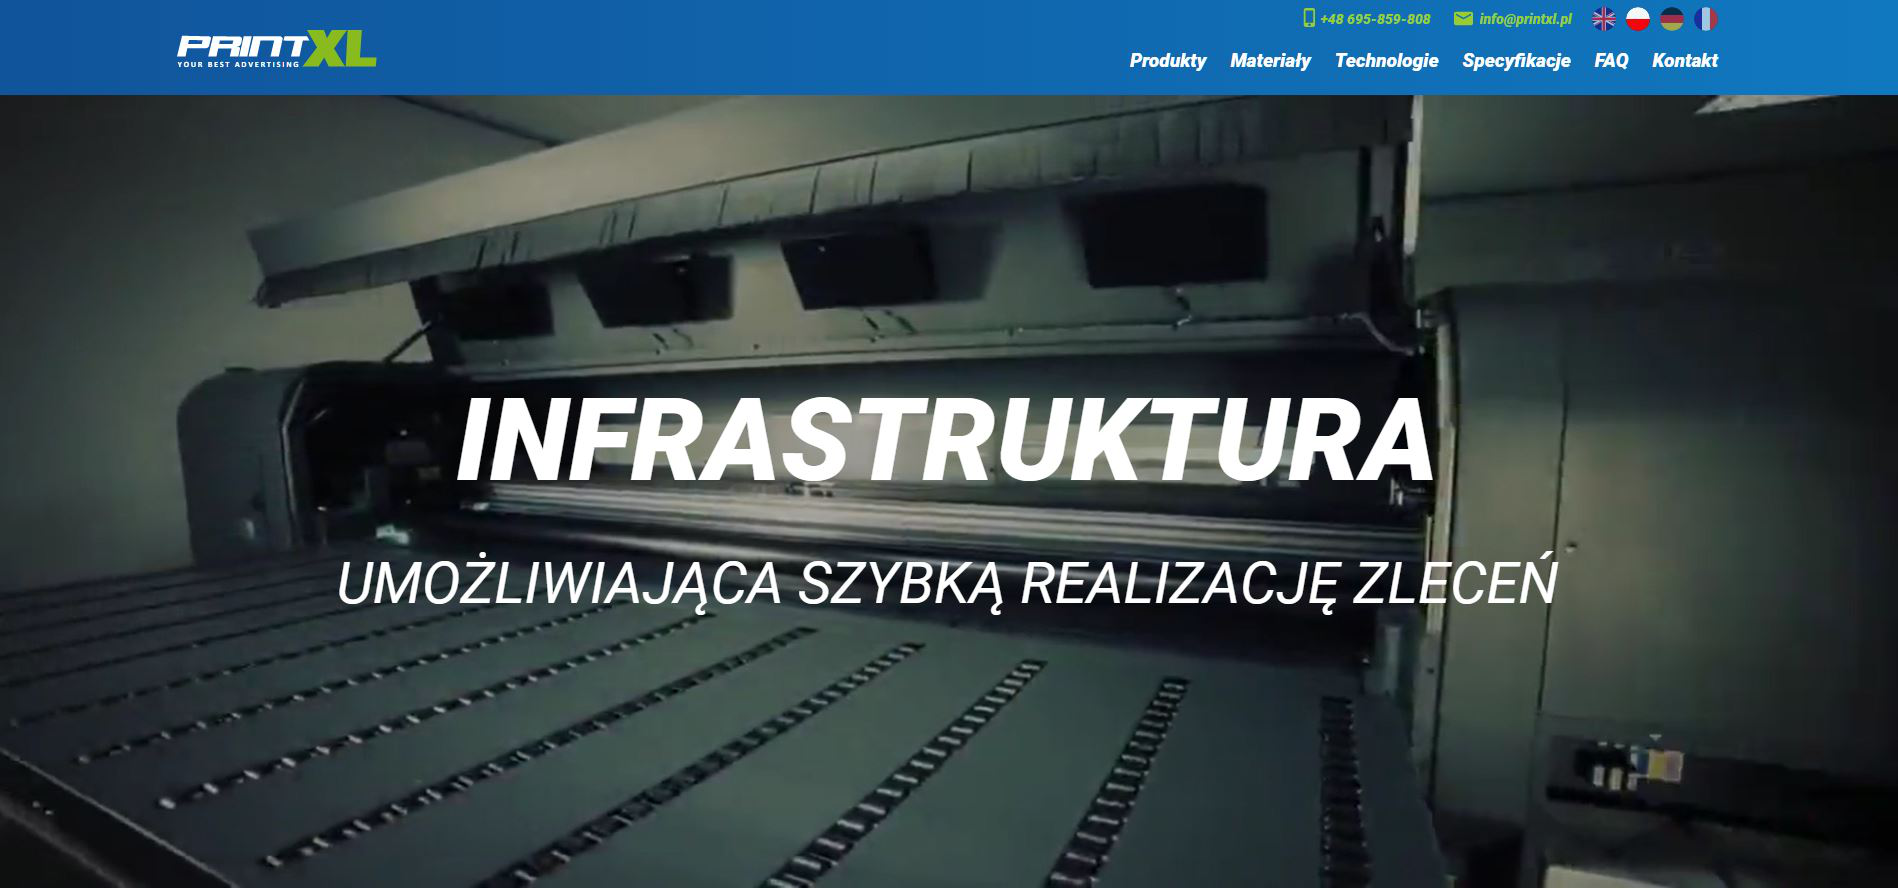 PRINTXL
YOUR BEST ADVERTISING
+48 695-859-808 info@printxl.pl
Produkty Materiały Technologie Specyfikacje FAQ Kontakt
INFRASTRUKTURA
UMOŻLIWIAJĄCA SZYBKĄ REALIZACJĘ ZLECEŃ